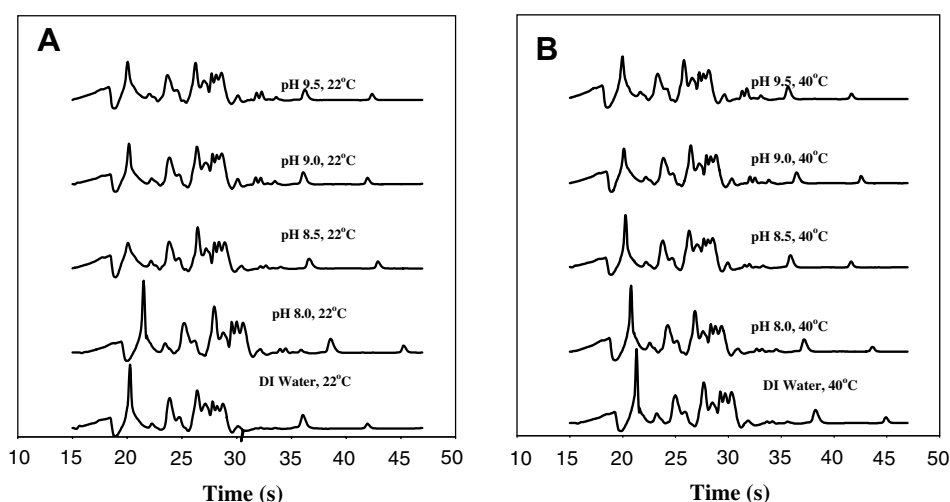 A
pH 9.5, 22°C
pH 9.0, 22°C
pH 8.5, 22°C
pH 8.0, 22°C
DI Water, 22°C
10 15 20 25 30 35 40 45 50
Time (s)
B
pH 9.5, 40°C
pH 9.0, 40°C
pH 8.5, 40°C
pH 8.0, 40°C
DI Water, 40°C
10 15 20 25 30 35 40 45 50
Time (s)